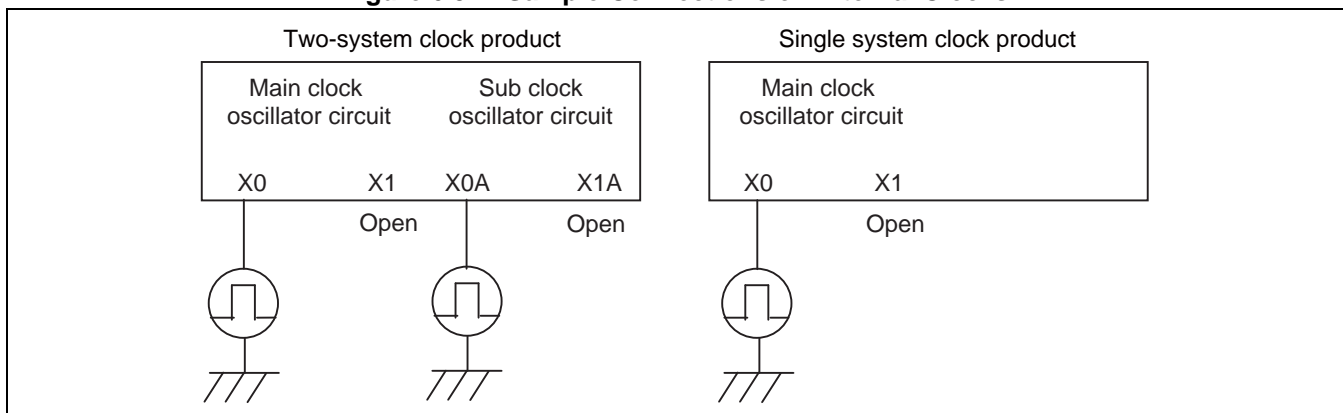 Two-system clock product
Single system clock product
Main clock
oscillator circuit
Sub clock
oscillator circuit
Main clock
oscillator circuit
X0 X1 X0A X1A
X0 X1
Open Open
Open